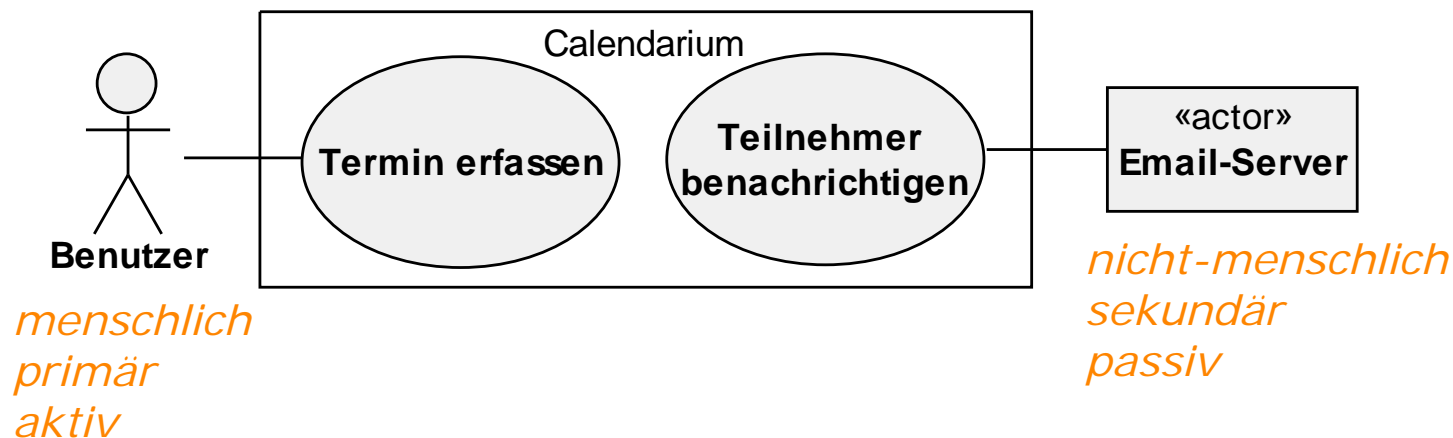 Calendarium
Termin erfassen
Teilnehmer
benachrichtigen
«actor»
Email-Server
Benutzer
menschlich
primär
aktiv
nicht-menschlich
sekundär
passiv